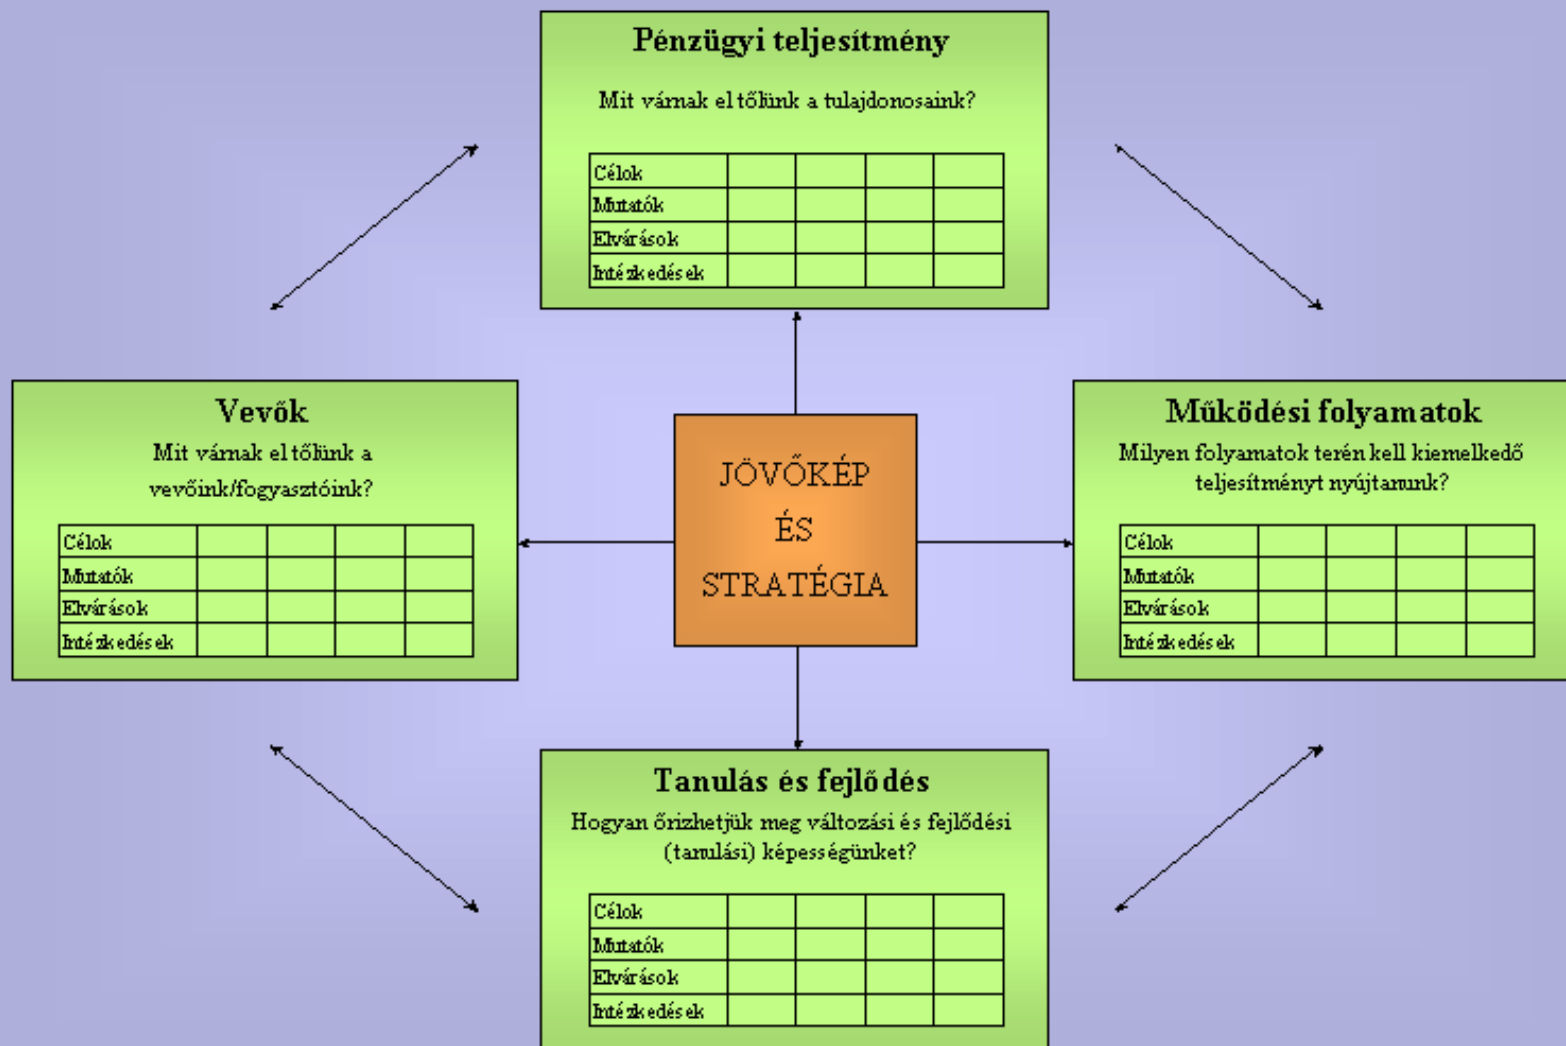 Pénzügyi teljesítmény
Mit várnak el tőlünk a tulajdonosaink?
Célok
Mutatók
Elvárások
Intézkedések
Vevők
Mit várnak el tőlünk a
vevőink/fogyasztóink?
Célok
Mutatók
Elvárások
Intézkedések
JÖVŐKÉP
ÉS
STRATÉGIA
Működési folyamatok
Milyen folyamatok terén kell kiemelkedő
teljesítményt nyújtanunk?
Célok
Mutatók
Elvárások
Intézkedések
Tanulás és fejlődés
Hogyan őrizhetjük meg változási és fejlődési
(tanulási) képességünket?
Célok
Mutatók
Elvárások
Intézkedések